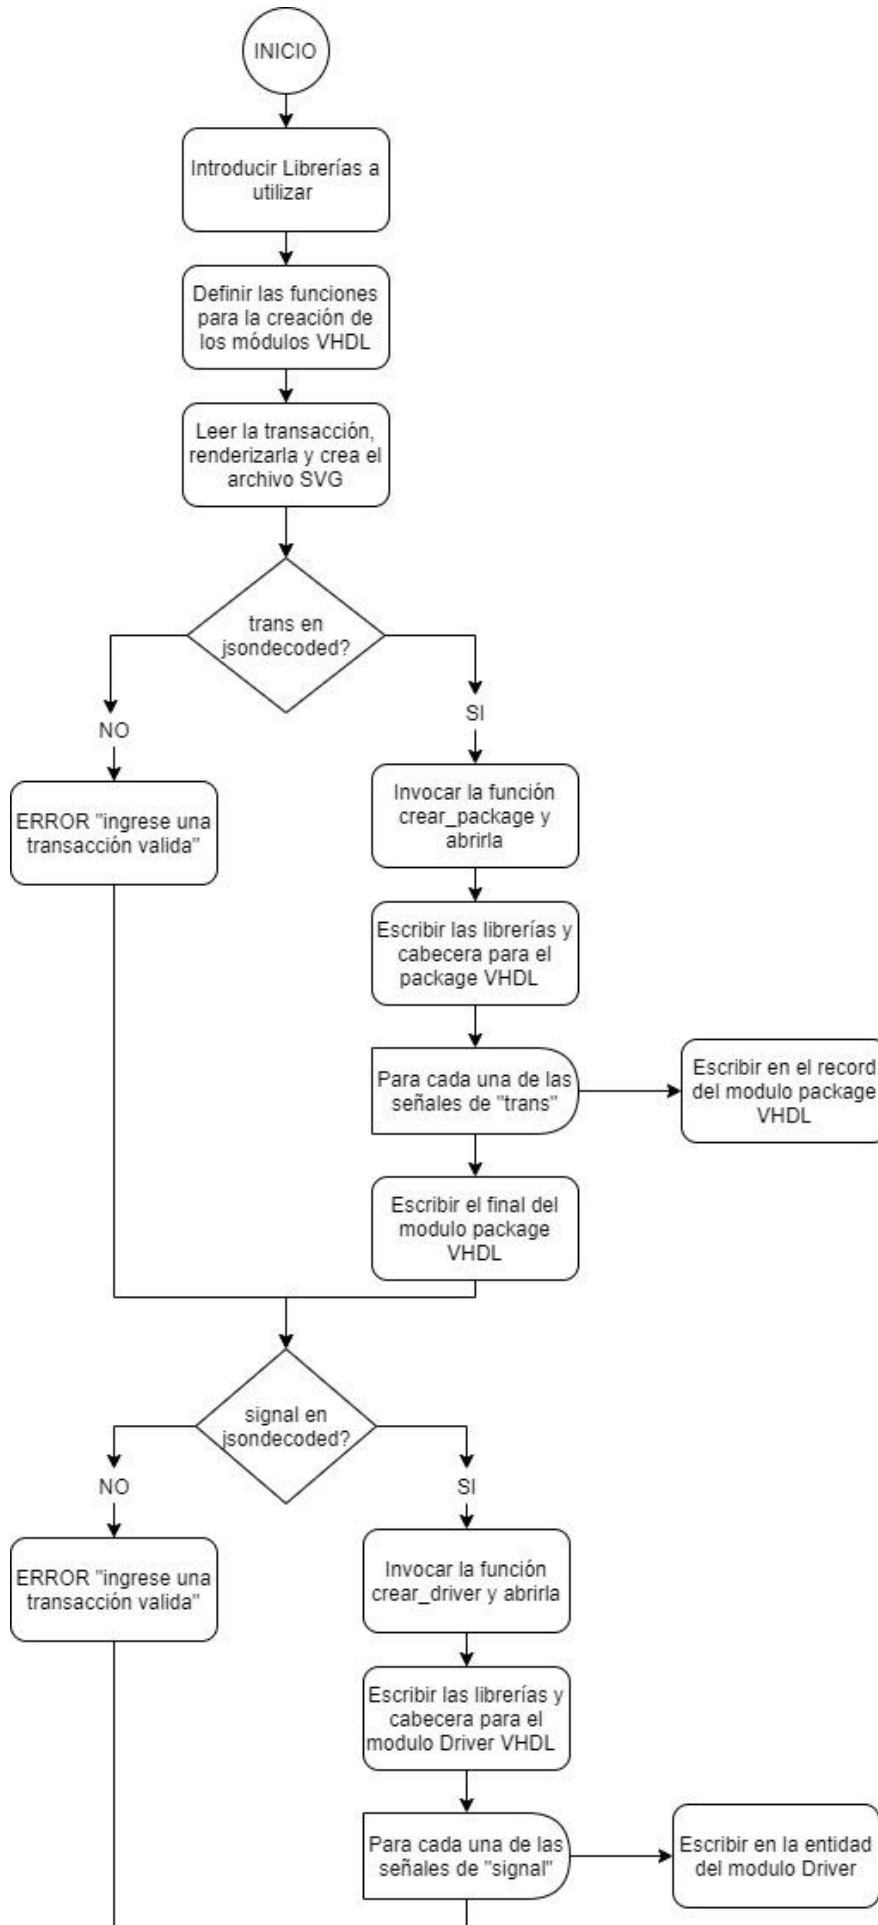 INICIO
Introducir Librerías a
utilizar
Definir las funciones
para la creación de
los módulos VHDL
Leer la transacción,
renderizarla y crea el
archivo SVG
trans en
jsondecoded?
NO
SI
ERROR "ingrese una
transacción valida"
Invocar la función
crear_package y
abrirla
Escribir las librerías y
cabecera para el
package VHDL
Para cada una de las
señales de "trans"
Escribir en el record
del modulo package
VHDL
Escribir el final del
modulo package
VHDL
signal en
jsondecoded?
NO
SI
ERROR "ingrese una
transacción valida"
Invocar la función
crear_driver y abrirla
Escribir las librerías y
cabecera para el
modulo Driver VHDL
Para cada una de las
señales de "signal"
Escribir en la entidad
del modulo Driver